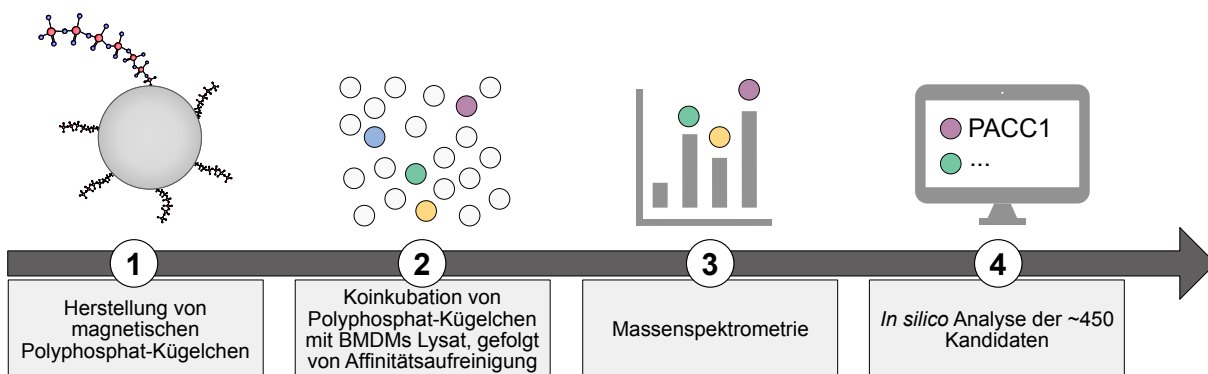 PACC1
...
1
2
3
4
Herstellung von
magnetischen
Polyphosphat-Kügelchen
Koinkubation von
Polyphosphat-Kügelchen
mit BMDMs Lysat, gefolgt
von Affinitätsaufreinigung
Massenspektrometrie
In silico Analyse der ~450
Kandidaten